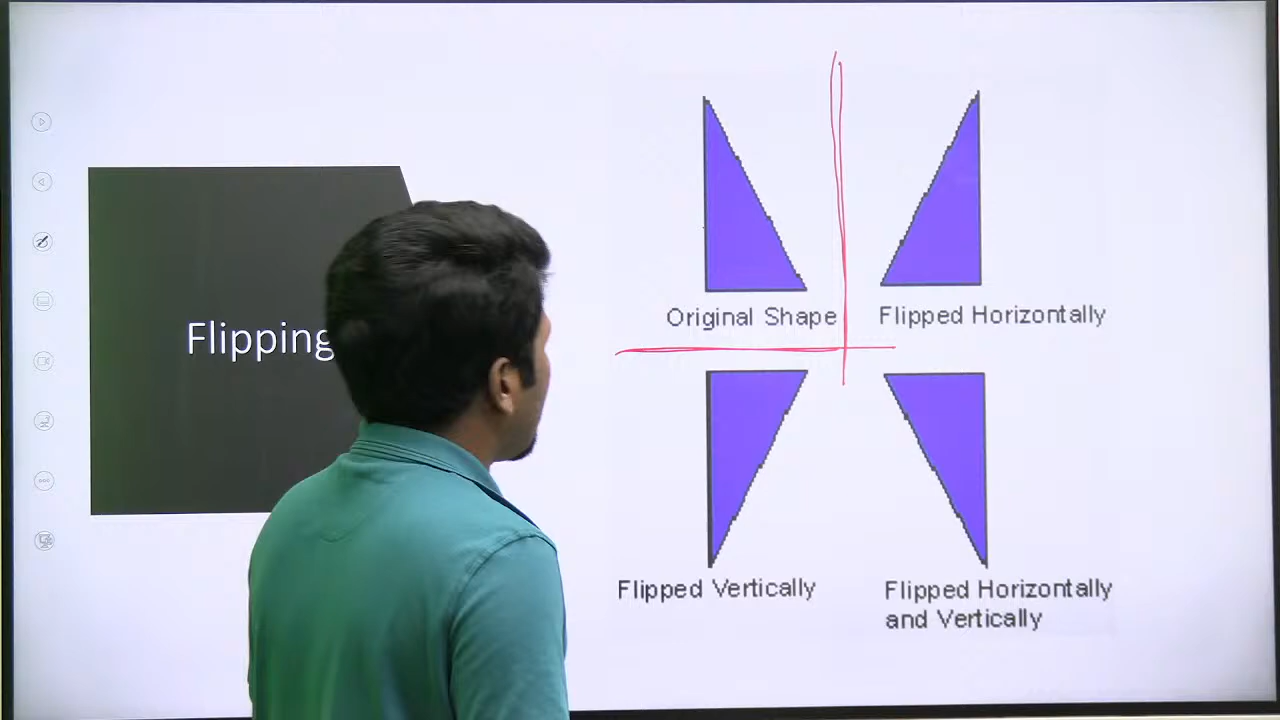 Flipping
Original Shape
Flipped Horizontally
Flipped Vertically
Flipped Horizontally
and Vertically